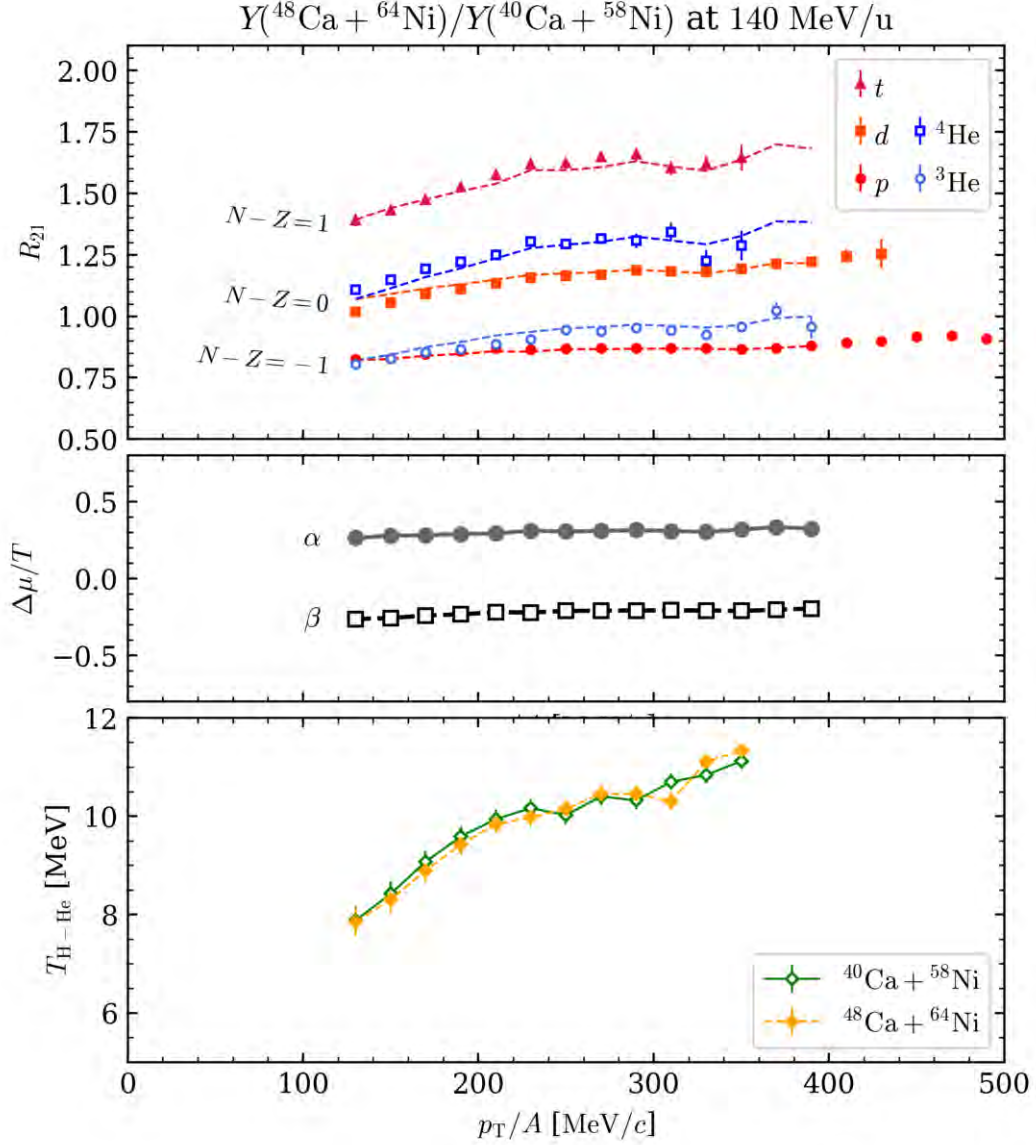 Y(⁴⁸Ca + ⁶⁴Ni)/Y(⁴⁰Ca + ⁵⁸Ni) at 140 MeV/u
2.00
1.75
1.50
1.25
1.00
0.75
0.50
R₂₁
t
d
⁴He
p
³He
N−Z=1
N−Z=0
N−Z=−1
0.5
0.0
−0.5
Δμ/T
α
β
12
10
8
6
T_H−He [MeV]
⁴⁰Ca + ⁵⁸Ni
⁴⁸Ca + ⁶⁴Ni
0 100 200 300 400 500
p_T/A [MeV/c]